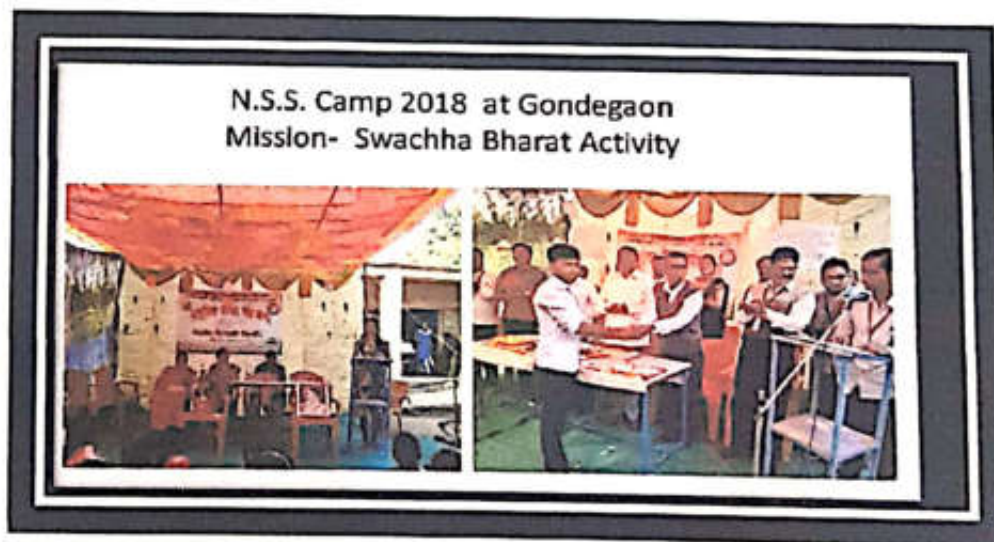 N.S.S. Camp 2018 at Gondegaon
Mission- Swachha Bharat Activity